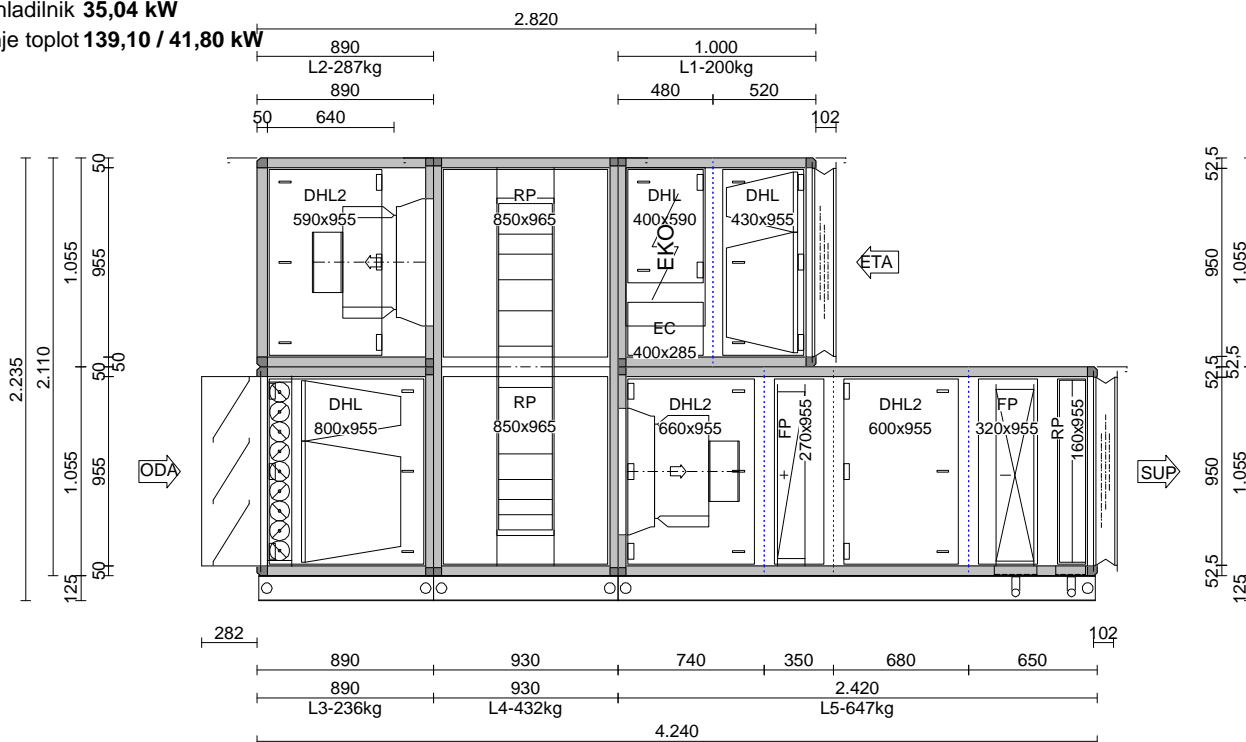 hladilnik 35,04 kW
je toplot 139,10 / 41,80 kW
2.820
890
1.000
L2-287kg
L1-200kg
890
480
520
50
640
102
50
52,5
DHL2
590x955
RP
850x965
DHL
400x590
DHL
430x955
EKO
ETA
EC
400x285
1.055
955
950
1.055
2.235
2.110
50
50
52,5
52,5
DHL
800x955
RP
850x965
DHL2
660x955
FP
270x955
DHL2
600x955
FP
320x955
RP
160x955
ODA
SUP
+
1.055
955
950
1.055
50
125
52,5
125
282
102
890
930
740
350
680
650
890
930
2.420
L3-236kg
L4-432kg
L5-647kg
4.240